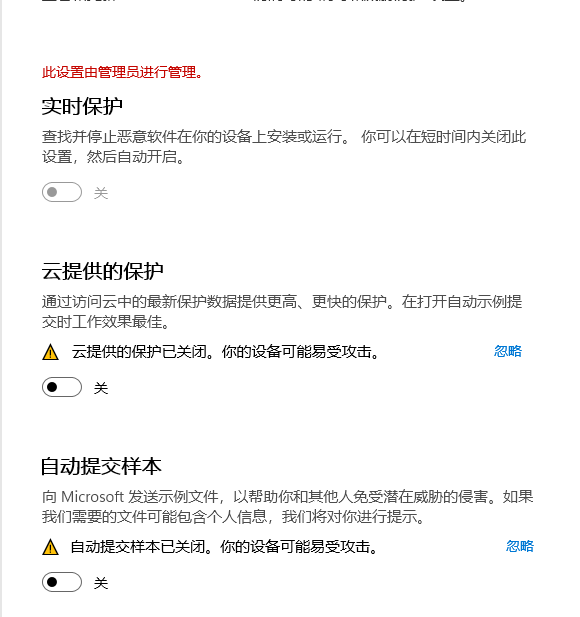 此设置由管理员进行管理。
实时保护
查找并停止恶意软件在你的设备上安装或运行。 你可以在短时间内关闭此
设置，然后自动开启。
关
云提供的保护
通过访问云中的最新保护数据提供更高、更快的保护。在打开自动示例提
交时工作效果最佳。
云提供的保护已关闭。你的设备可能易受攻击。 忽略
关
自动提交样本
向 Microsoft 发送示例文件，以帮助你和其他人免受潜在威胁的侵害。如果
我们需要的文件可能包含个人信息，我们将对你进行提示。
自动提交样本已关闭。你的设备可能易受攻击。 忽略
关